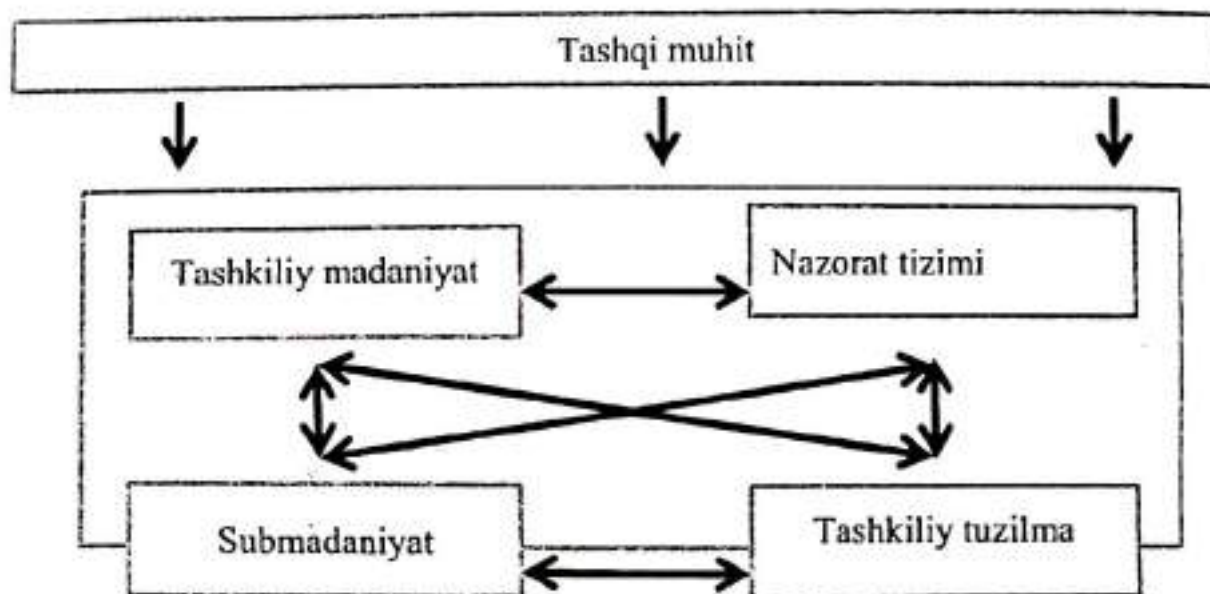 Tashqi muhit
Tashkiliy madaniyat
Nazorat tizimi
Submadaniyat
Tashkiliy tuzilma